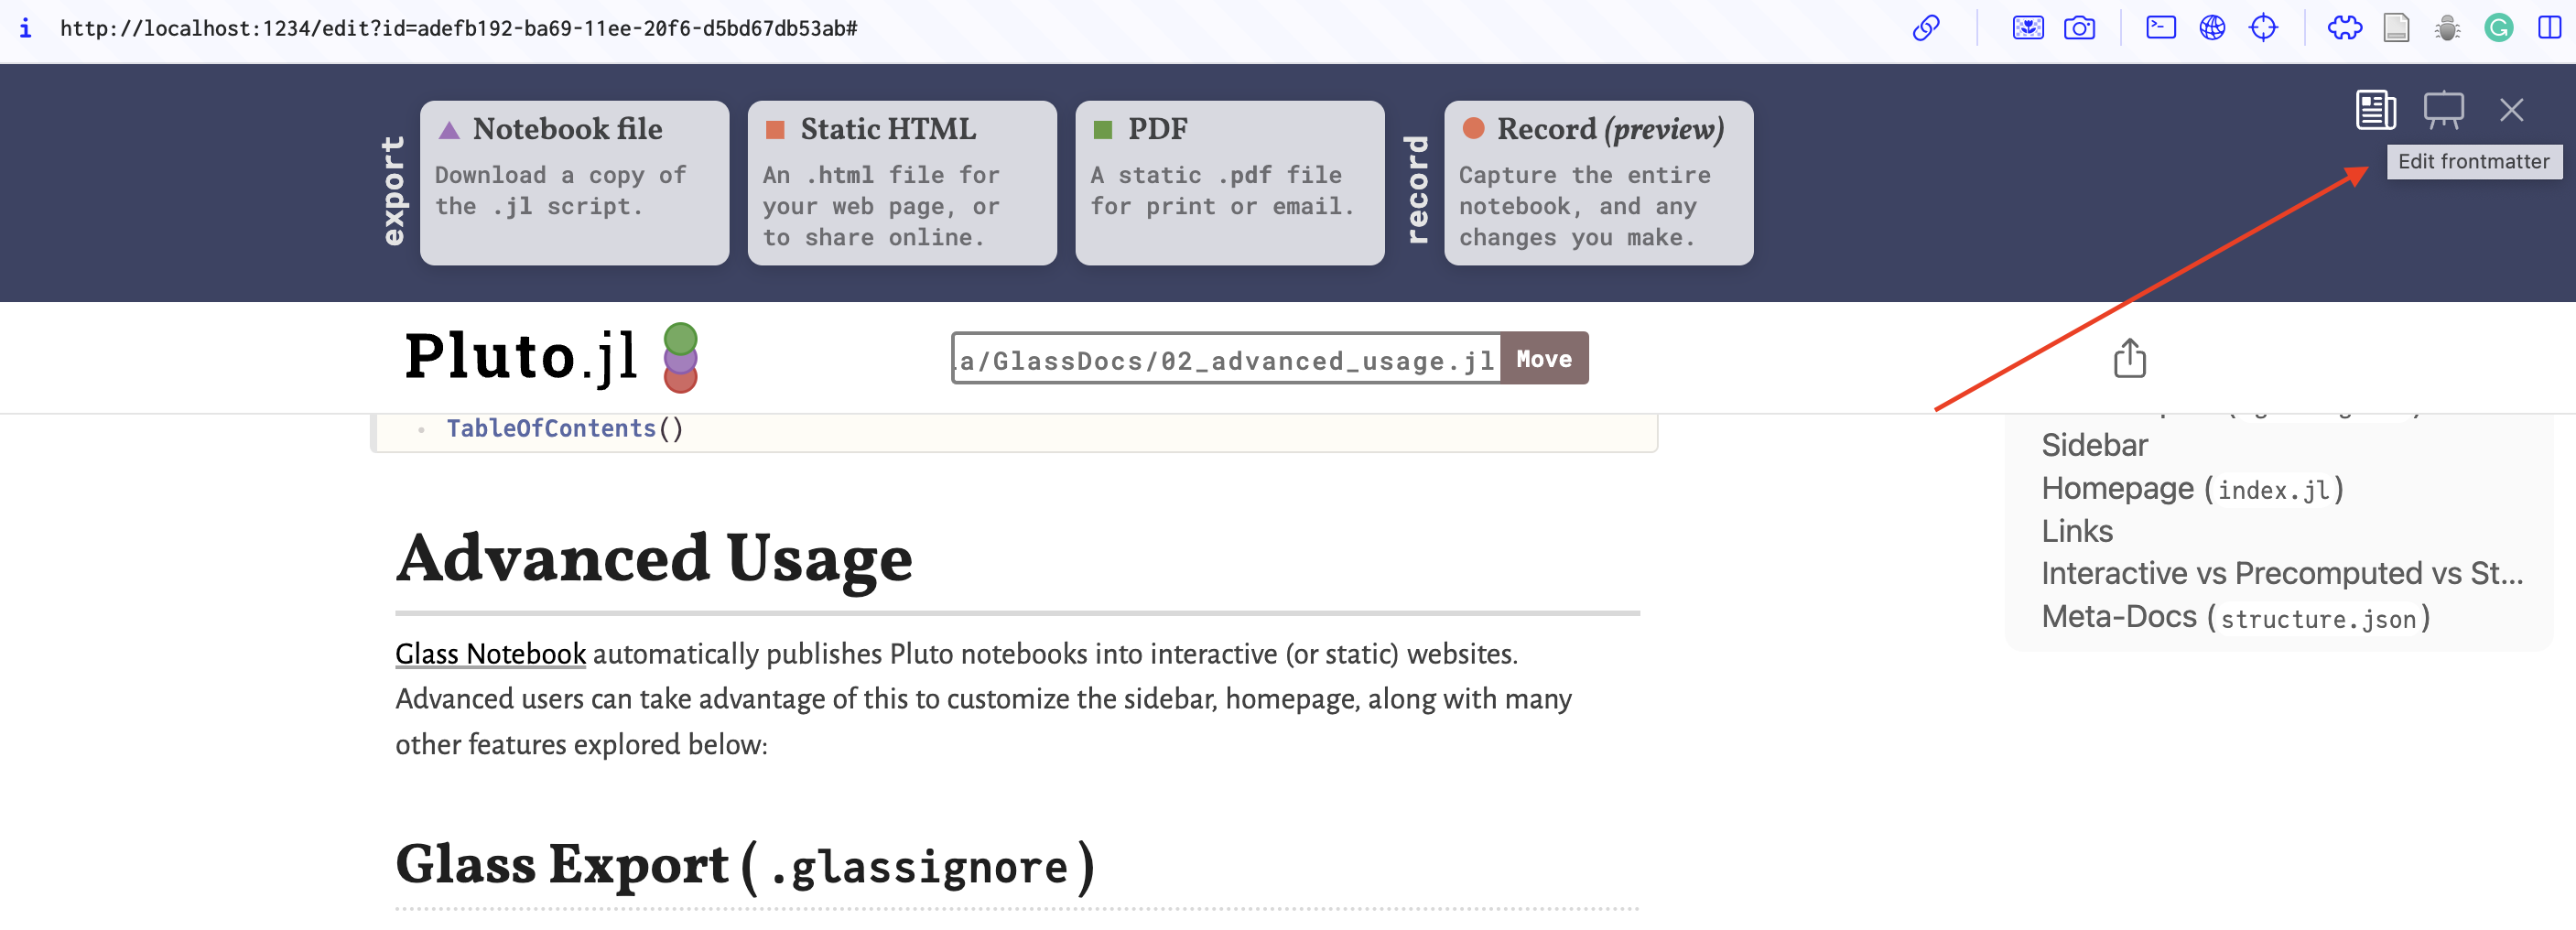 http://localhost:1234/edit?id=adefb192-ba69-11ee-20f6-d5bd67db53ab#
export
Notebook file
Download a copy of
the .jl script.
Static HTML
An .html file for
your web page, or
to share online.
PDF
A static .pdf file
for print or email.
record
Record (preview)
Capture the entire
notebook, and any
changes you make.
Edit frontmatter
Pluto.jl
a/GlassDocs/02_advanced_usage.jl
Move
TableOfContents()
Sidebar
Homepage (index.jl)
Links
Interactive vs Precomputed vs St...
Meta-Docs (structure.json)
Advanced Usage
Glass Notebook automatically publishes Pluto notebooks into interactive (or static) websites.
Advanced users can take advantage of this to customize the sidebar, homepage, along with many
other features explored below:
Glass Export(.glassignore)